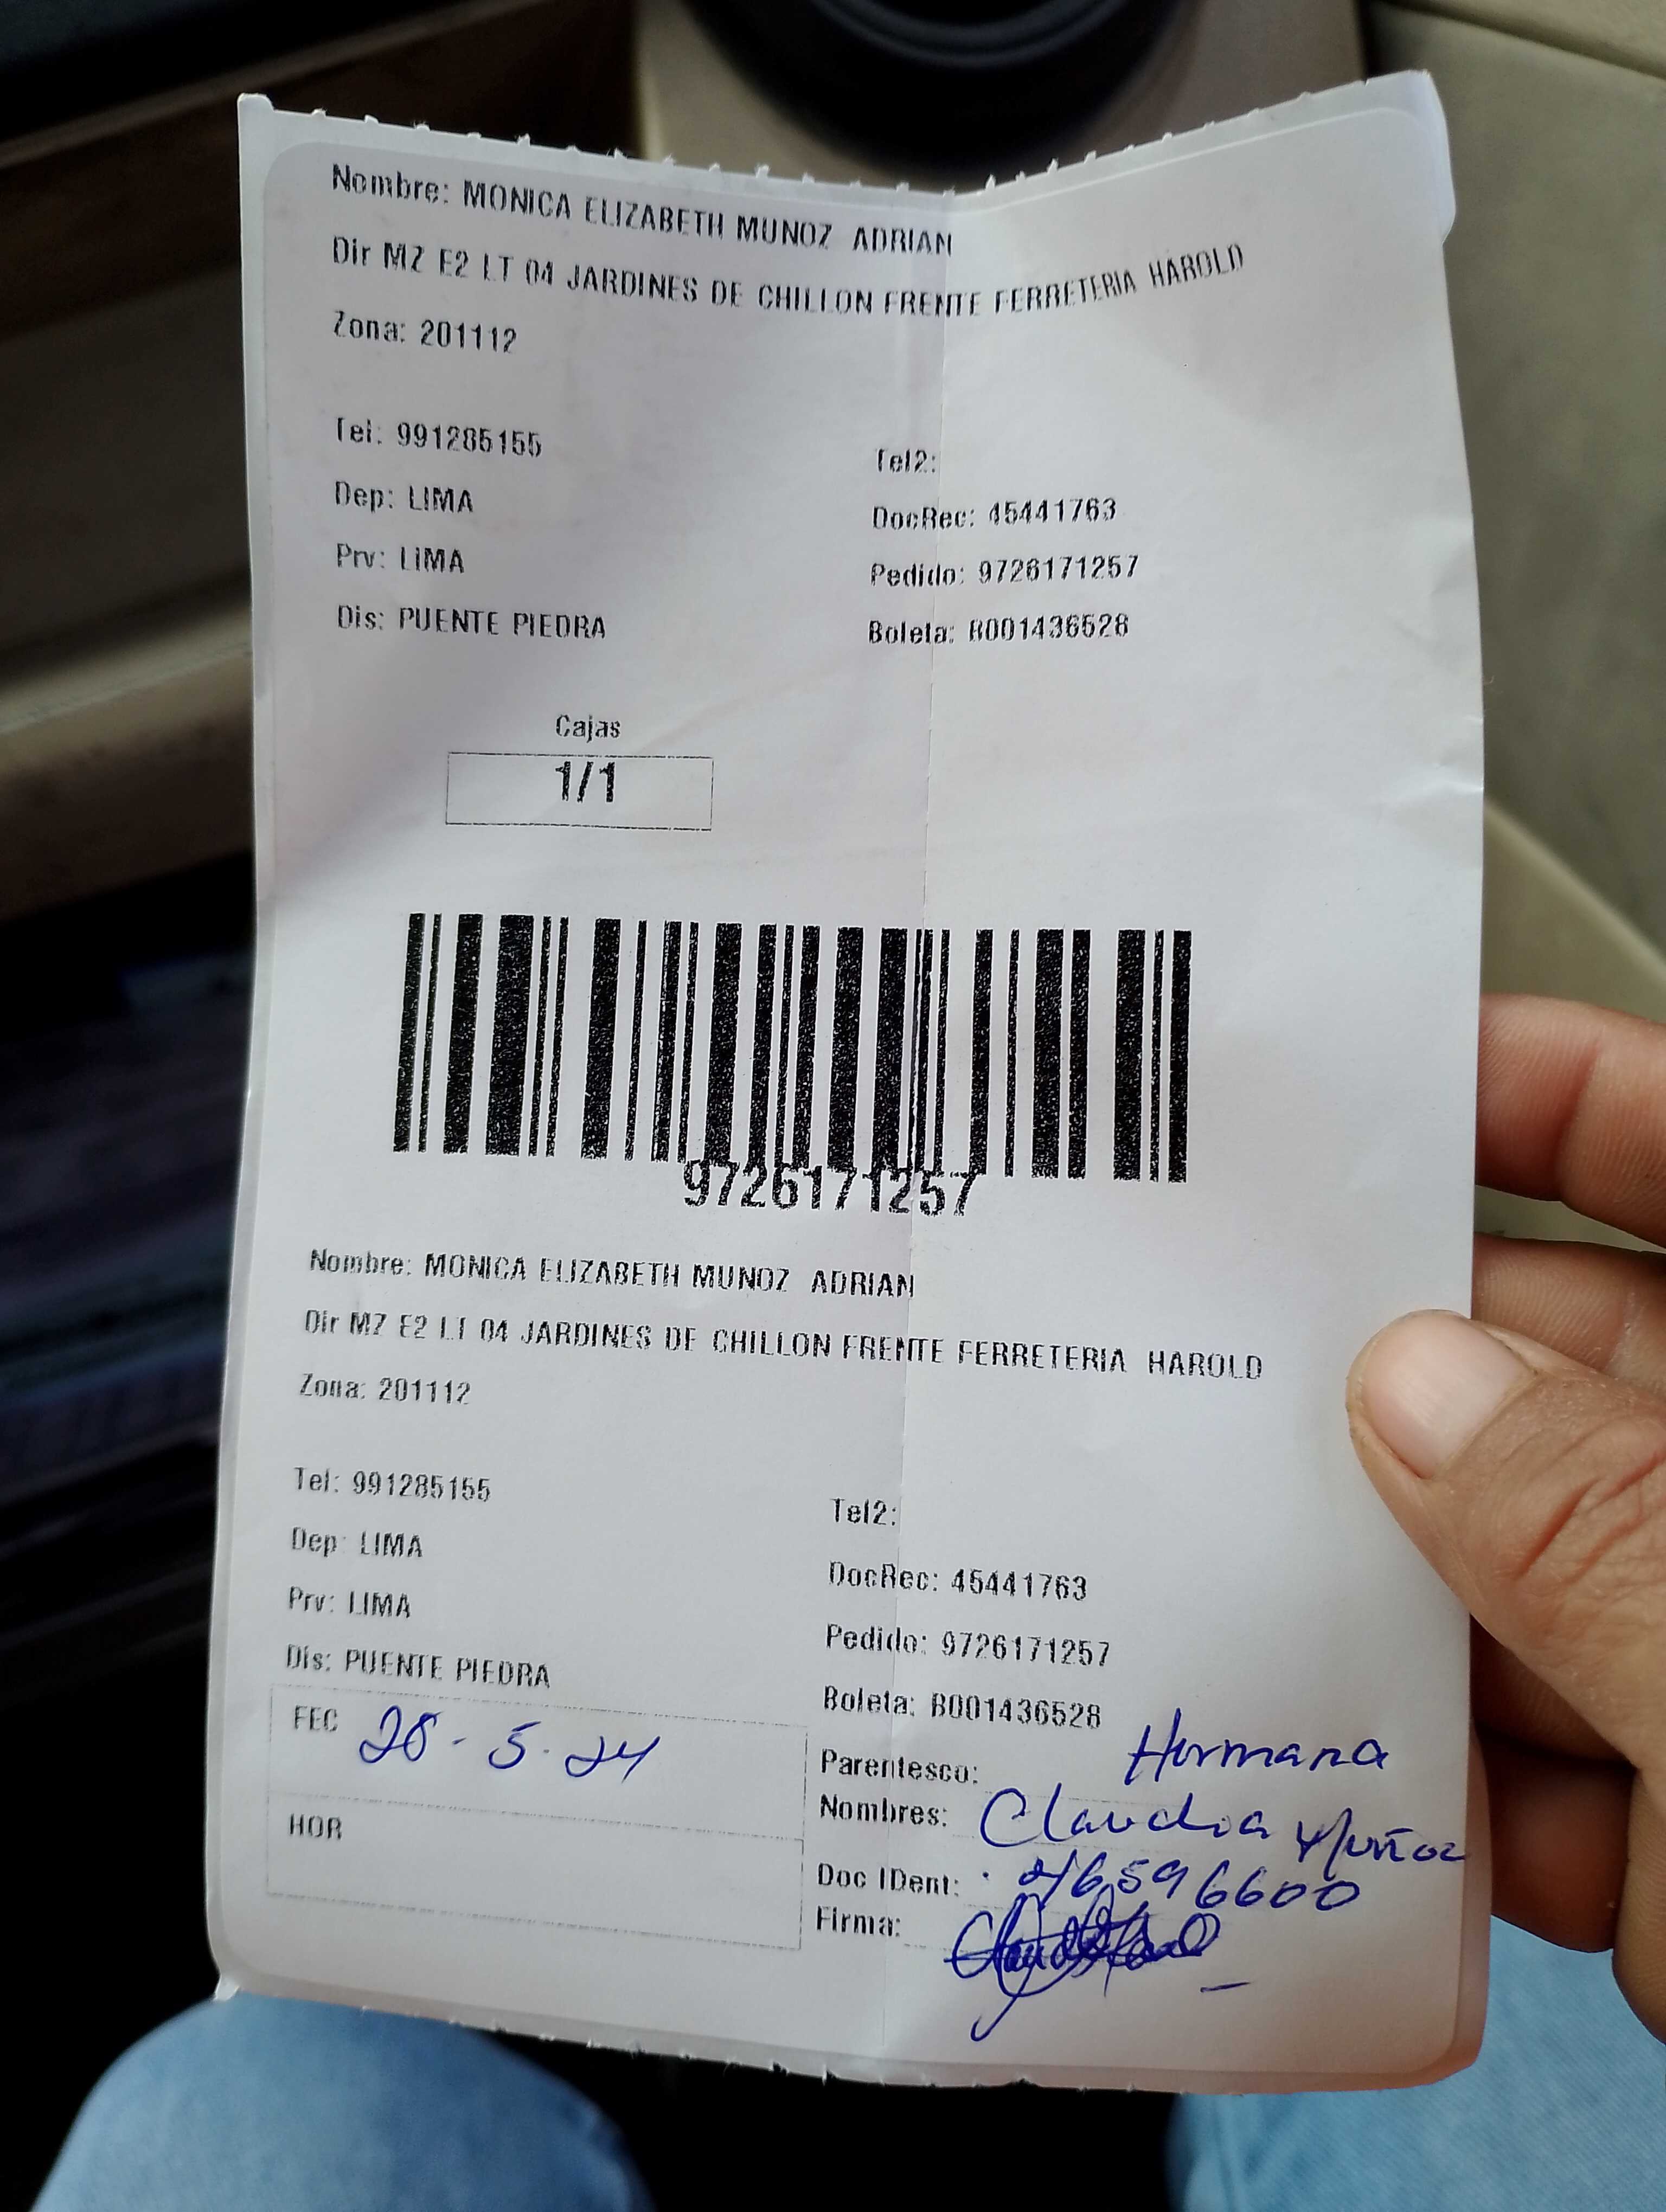 Nombre: MONICA ELIZABETH MUNOZ ADRIAN
Dir MZ E2 LT 04 JARDINES DE CHILLON FRENTE FERRETERIA HAROLD
Zona: 201112
Tel: 991285155
Tel2:
Dep: LIMA
DocRec: 45441763
Prv: LIMA
Pedido: 9726171257
Dis: PUENTE PIEDRA
Boleta: B001436528
Cajas
1/1
9726171257
Nombre: MONICA ELIZABETH MUNOZ ADRIAN
Dir MZ E2 LT 04 JARDINES DE CHILLON FRENTE FERRETERIA HAROLD
Zona: 201112
Tel: 991285155
Tel2:
Dep: LIMA
DocRec: 45441763
Prv: LIMA
Pedido: 9726171257
Dis: PUENTE PIEDRA
Boleta: B001436528
FEC 28-5-24
Parentesco: Hermana
Nombres: Claudia Muñoz
HOR
Doc IDent: 46596600
Firma: